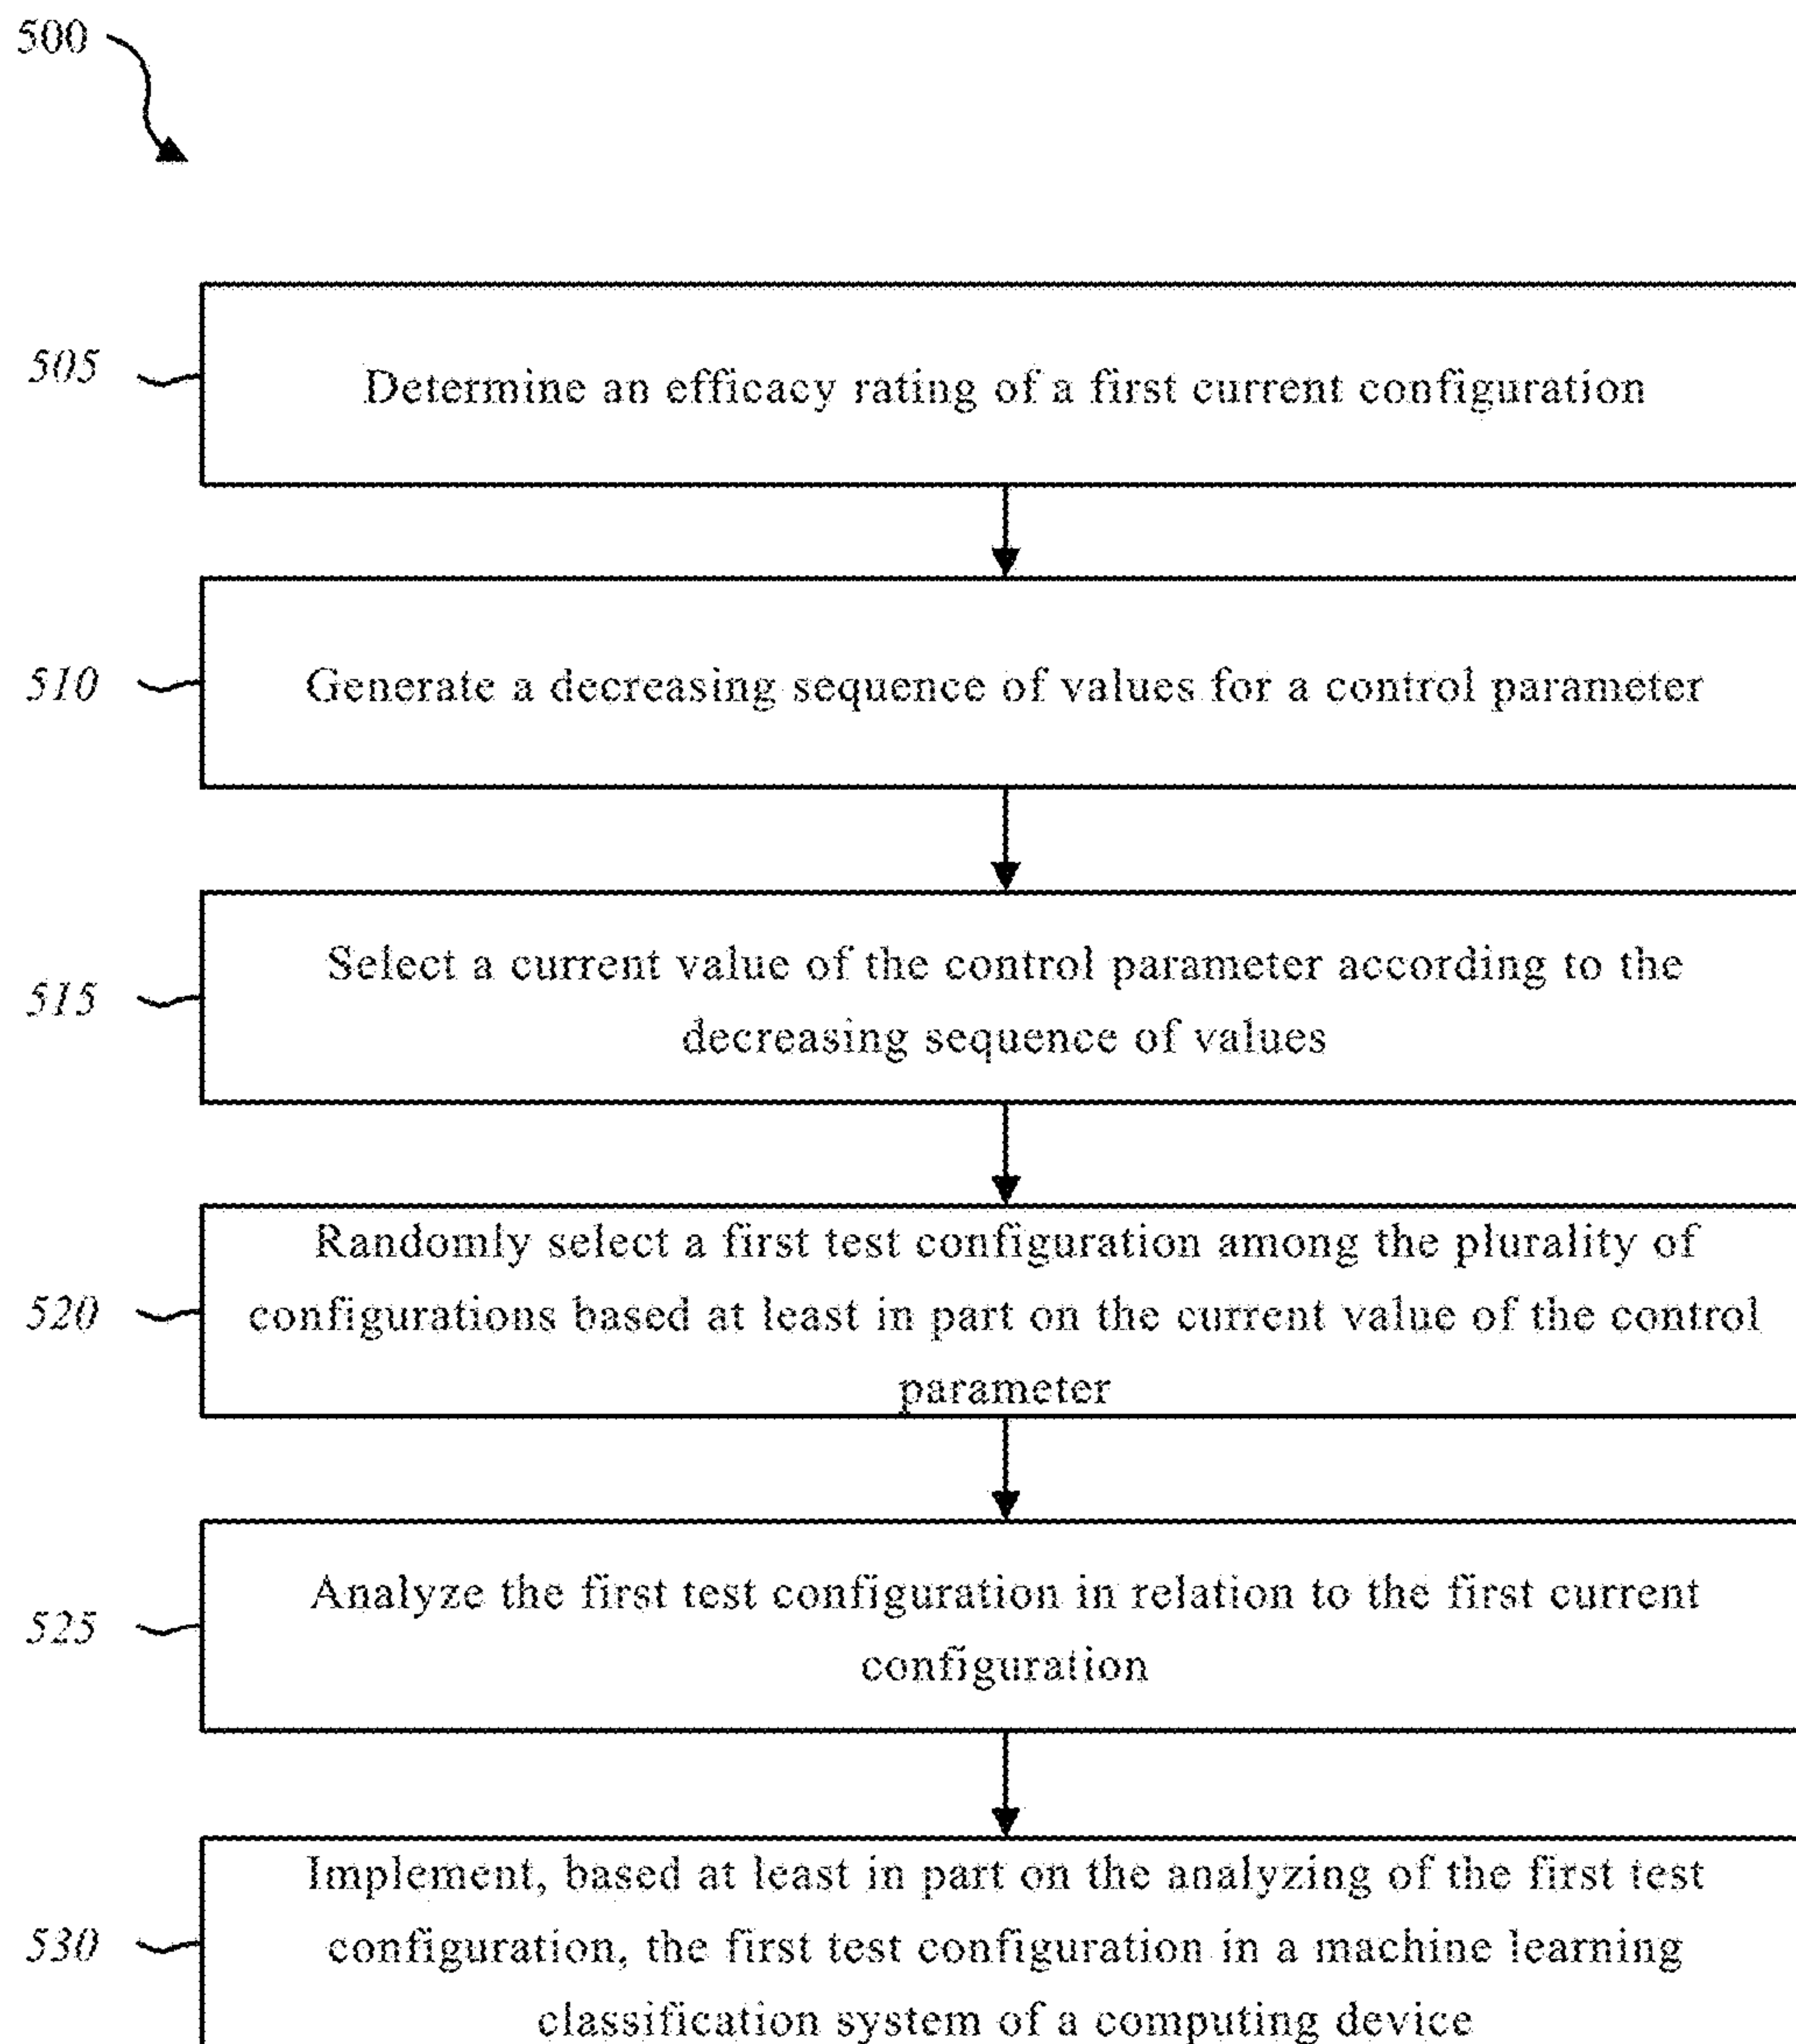 500
505
Determine an efficacy rating of a first current configuration
510
Generate a decreasing sequence of values for a control parameter
515
Select a current value of the control parameter according to the
decreasing sequence of values
520
Randomly select a first test configuration among the plurality of
configurations based at least in part on the current value of the control
parameter
525
Analyze the first test configuration in relation to the first current
configuration
530
Implement, based at least in part on the analyzing of the first test
configuration, the first test configuration in a machine learning
classification system of a computing device